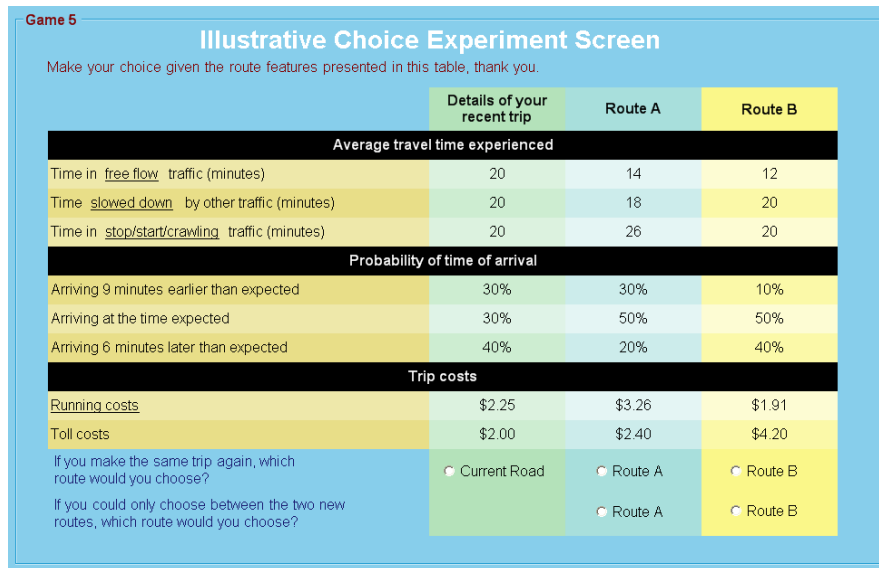 Game 5
Illustrative Choice Experiment Screen
Make your choice given the route features presented in this table, thank you.
Details of your
recent trip
Route A
Route B
Average travel time experienced
Time in free flow traffic (minutes) 20 14 12
Time slowed down by other traffic (minutes) 20 18 20
Time in stop/start/crawling traffic (minutes) 20 26 20
Probability of time of arrival
Arriving 9 minutes earlier than expected 30% 30% 10%
Arriving at the time expected 30% 50% 50%
Arriving 6 minutes later than expected 40% 20% 40%
Trip costs
Running costs $2.25 $3.26 $1.91
Toll costs $2.00 $2.40 $4.20
If you make the same trip again, which
route would you choose?
Current Road Route A Route B
If you could only choose between the two new
routes, which route would you choose?
Route A Route B